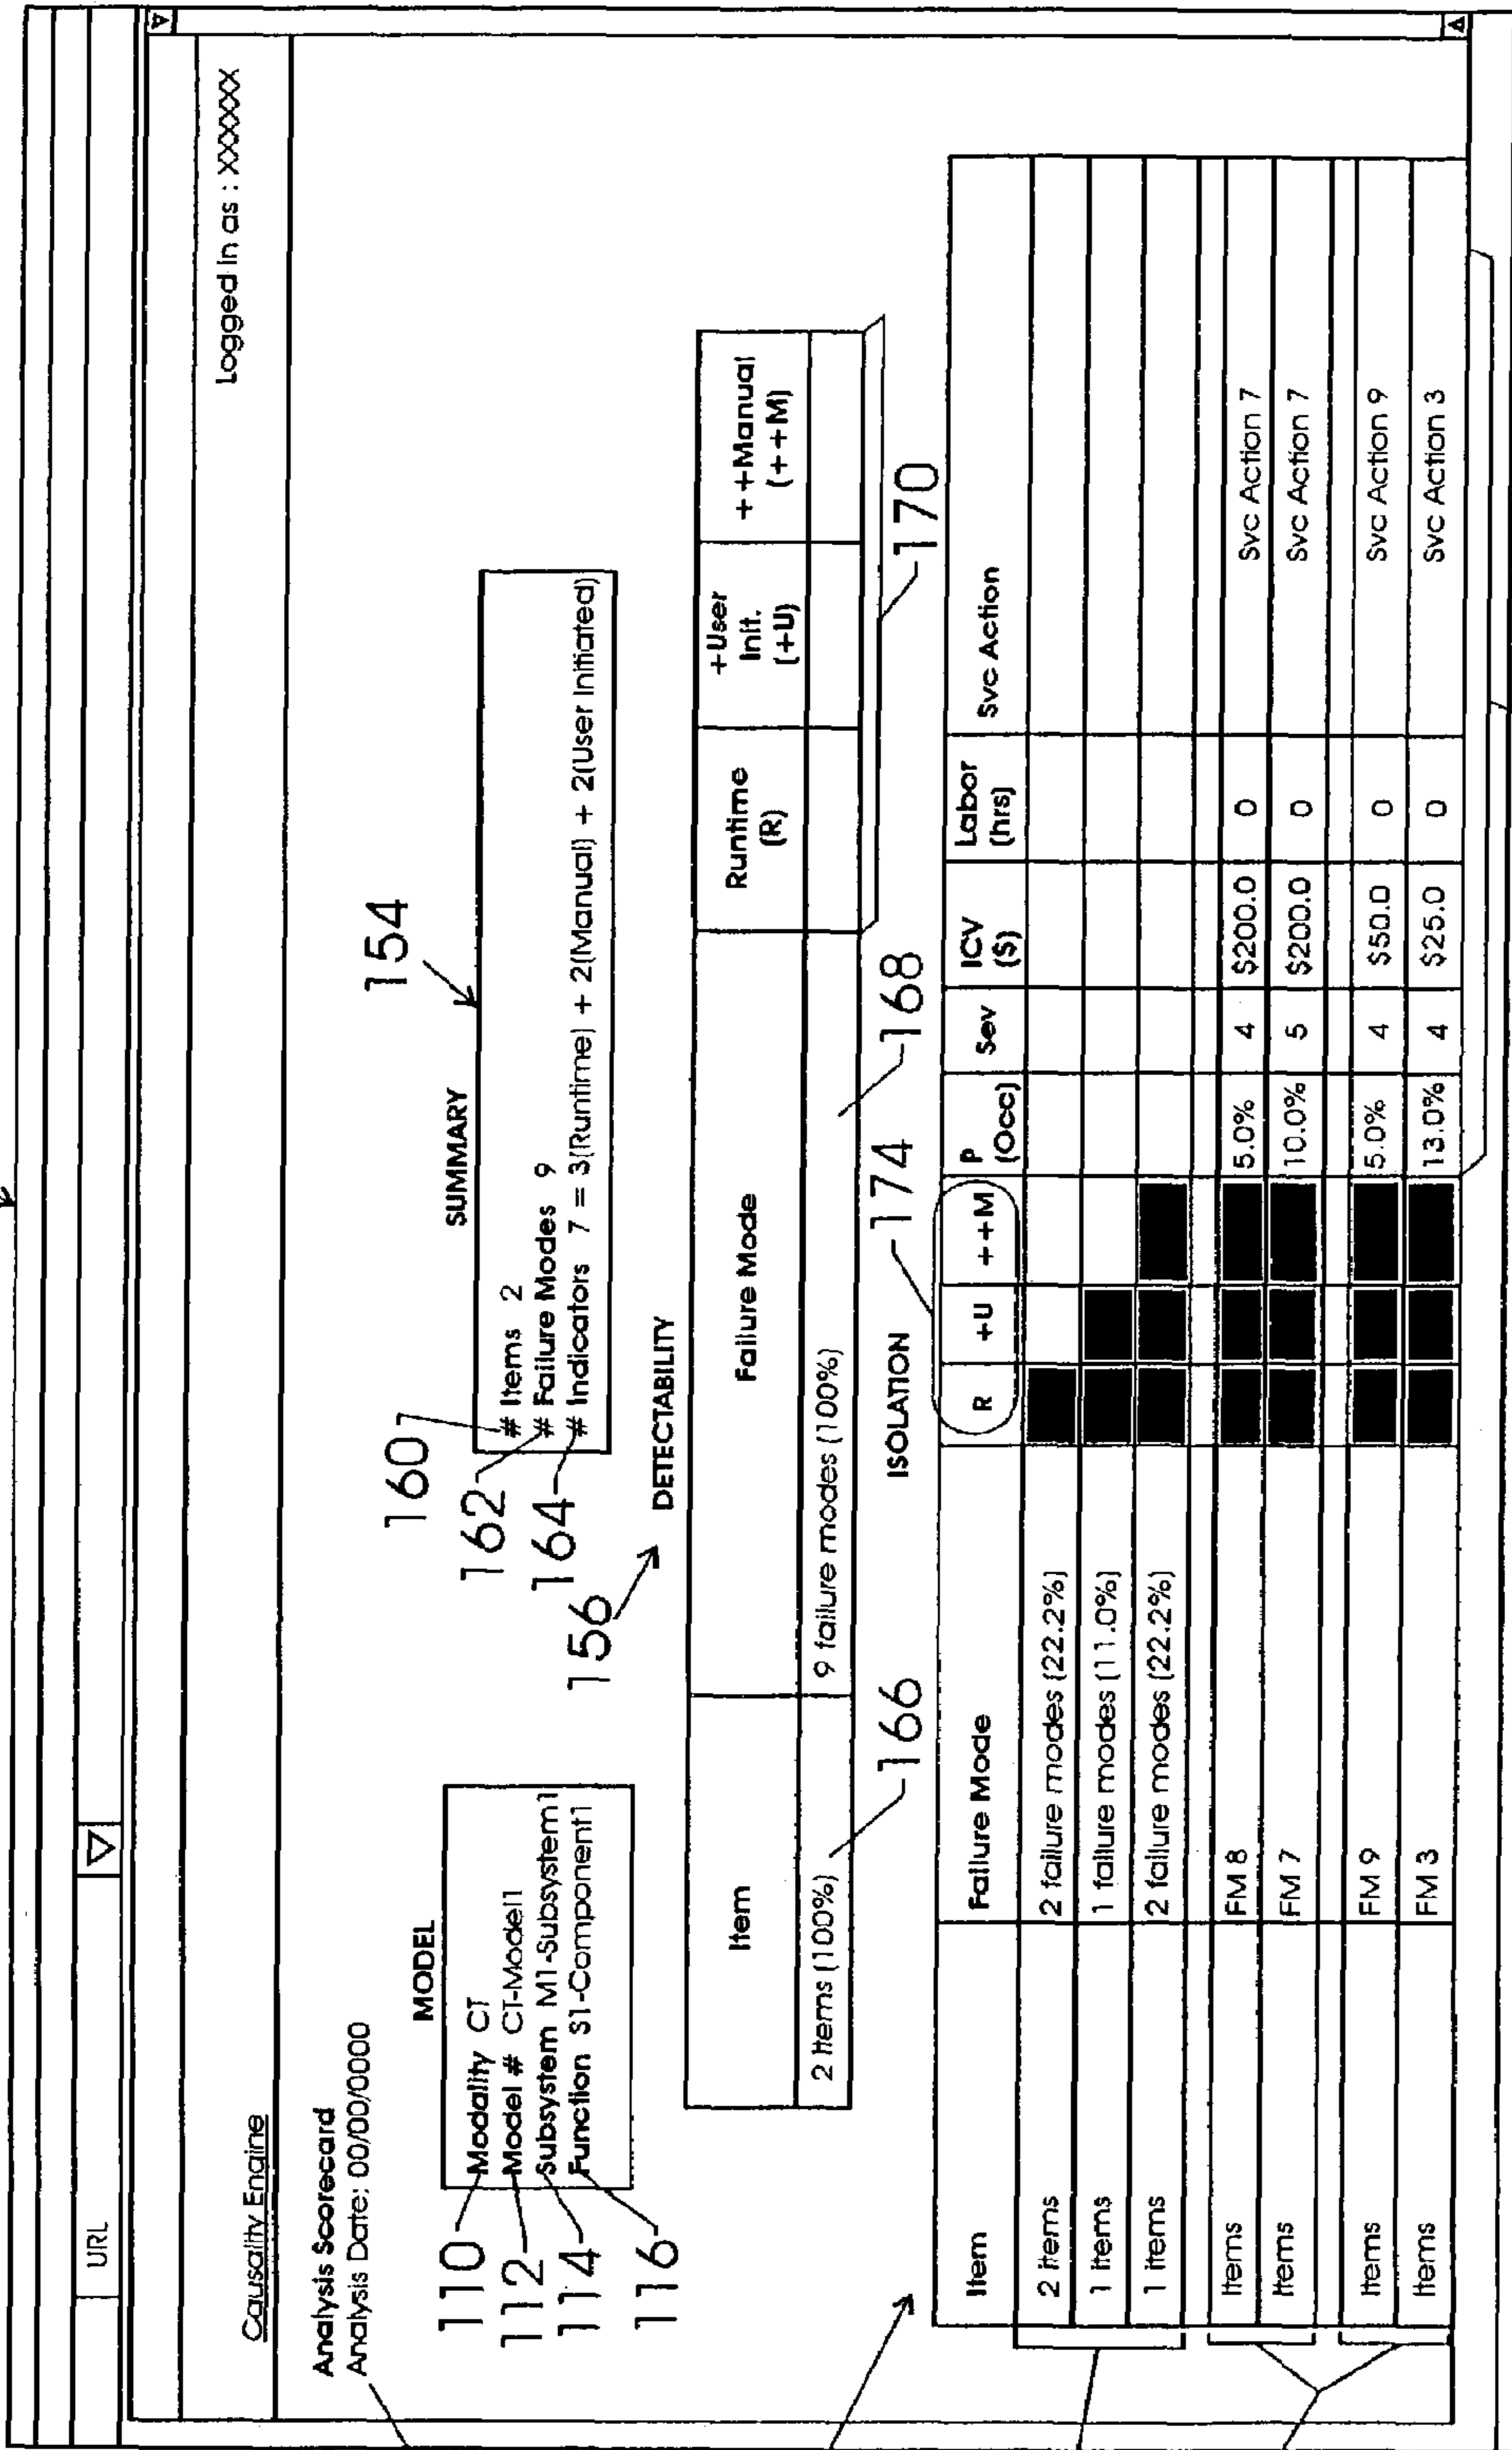 URL
Causality Engine
Logged in as : XXXXXX
Analysis Scorecard
Analysis Date: 00/00/0000
MODEL
110 Modality CT
112 Model # CT-Model1
114 Subsystem M1-Subsystem1
116 Function S1-Component1
SUMMARY
154
160 # Items 2
162 # Failure Modes 9
164 # Indicators 7 = 3(Runtime) + 2(Manual) + 2(User Initiated)
156
DETECTABILITY
Item Failure Mode Runtime (R) +User Init. (+U) ++Manual (++M)
2 Items (100%) 9 failure modes (100%)
166
168
170
174
ISOLATION
Item Failure Mode R +U ++M P (Occ) Sev ICV ($) Labor (hrs) Svc Action
2 items 2 failure modes (22.2%)
1 items 1 failure modes (11.0%)
1 items 2 failure modes (22.2%)
Items FM 8 5.0% 4 $200.0 0 Svc Action 7
Items FM 7 10.0% 5 $200.0 0 Svc Action 7
Items FM 9 5.0% 4 $50.0 0 Svc Action 9
Items FM 3 13.0% 4 $25.0 0 Svc Action 3